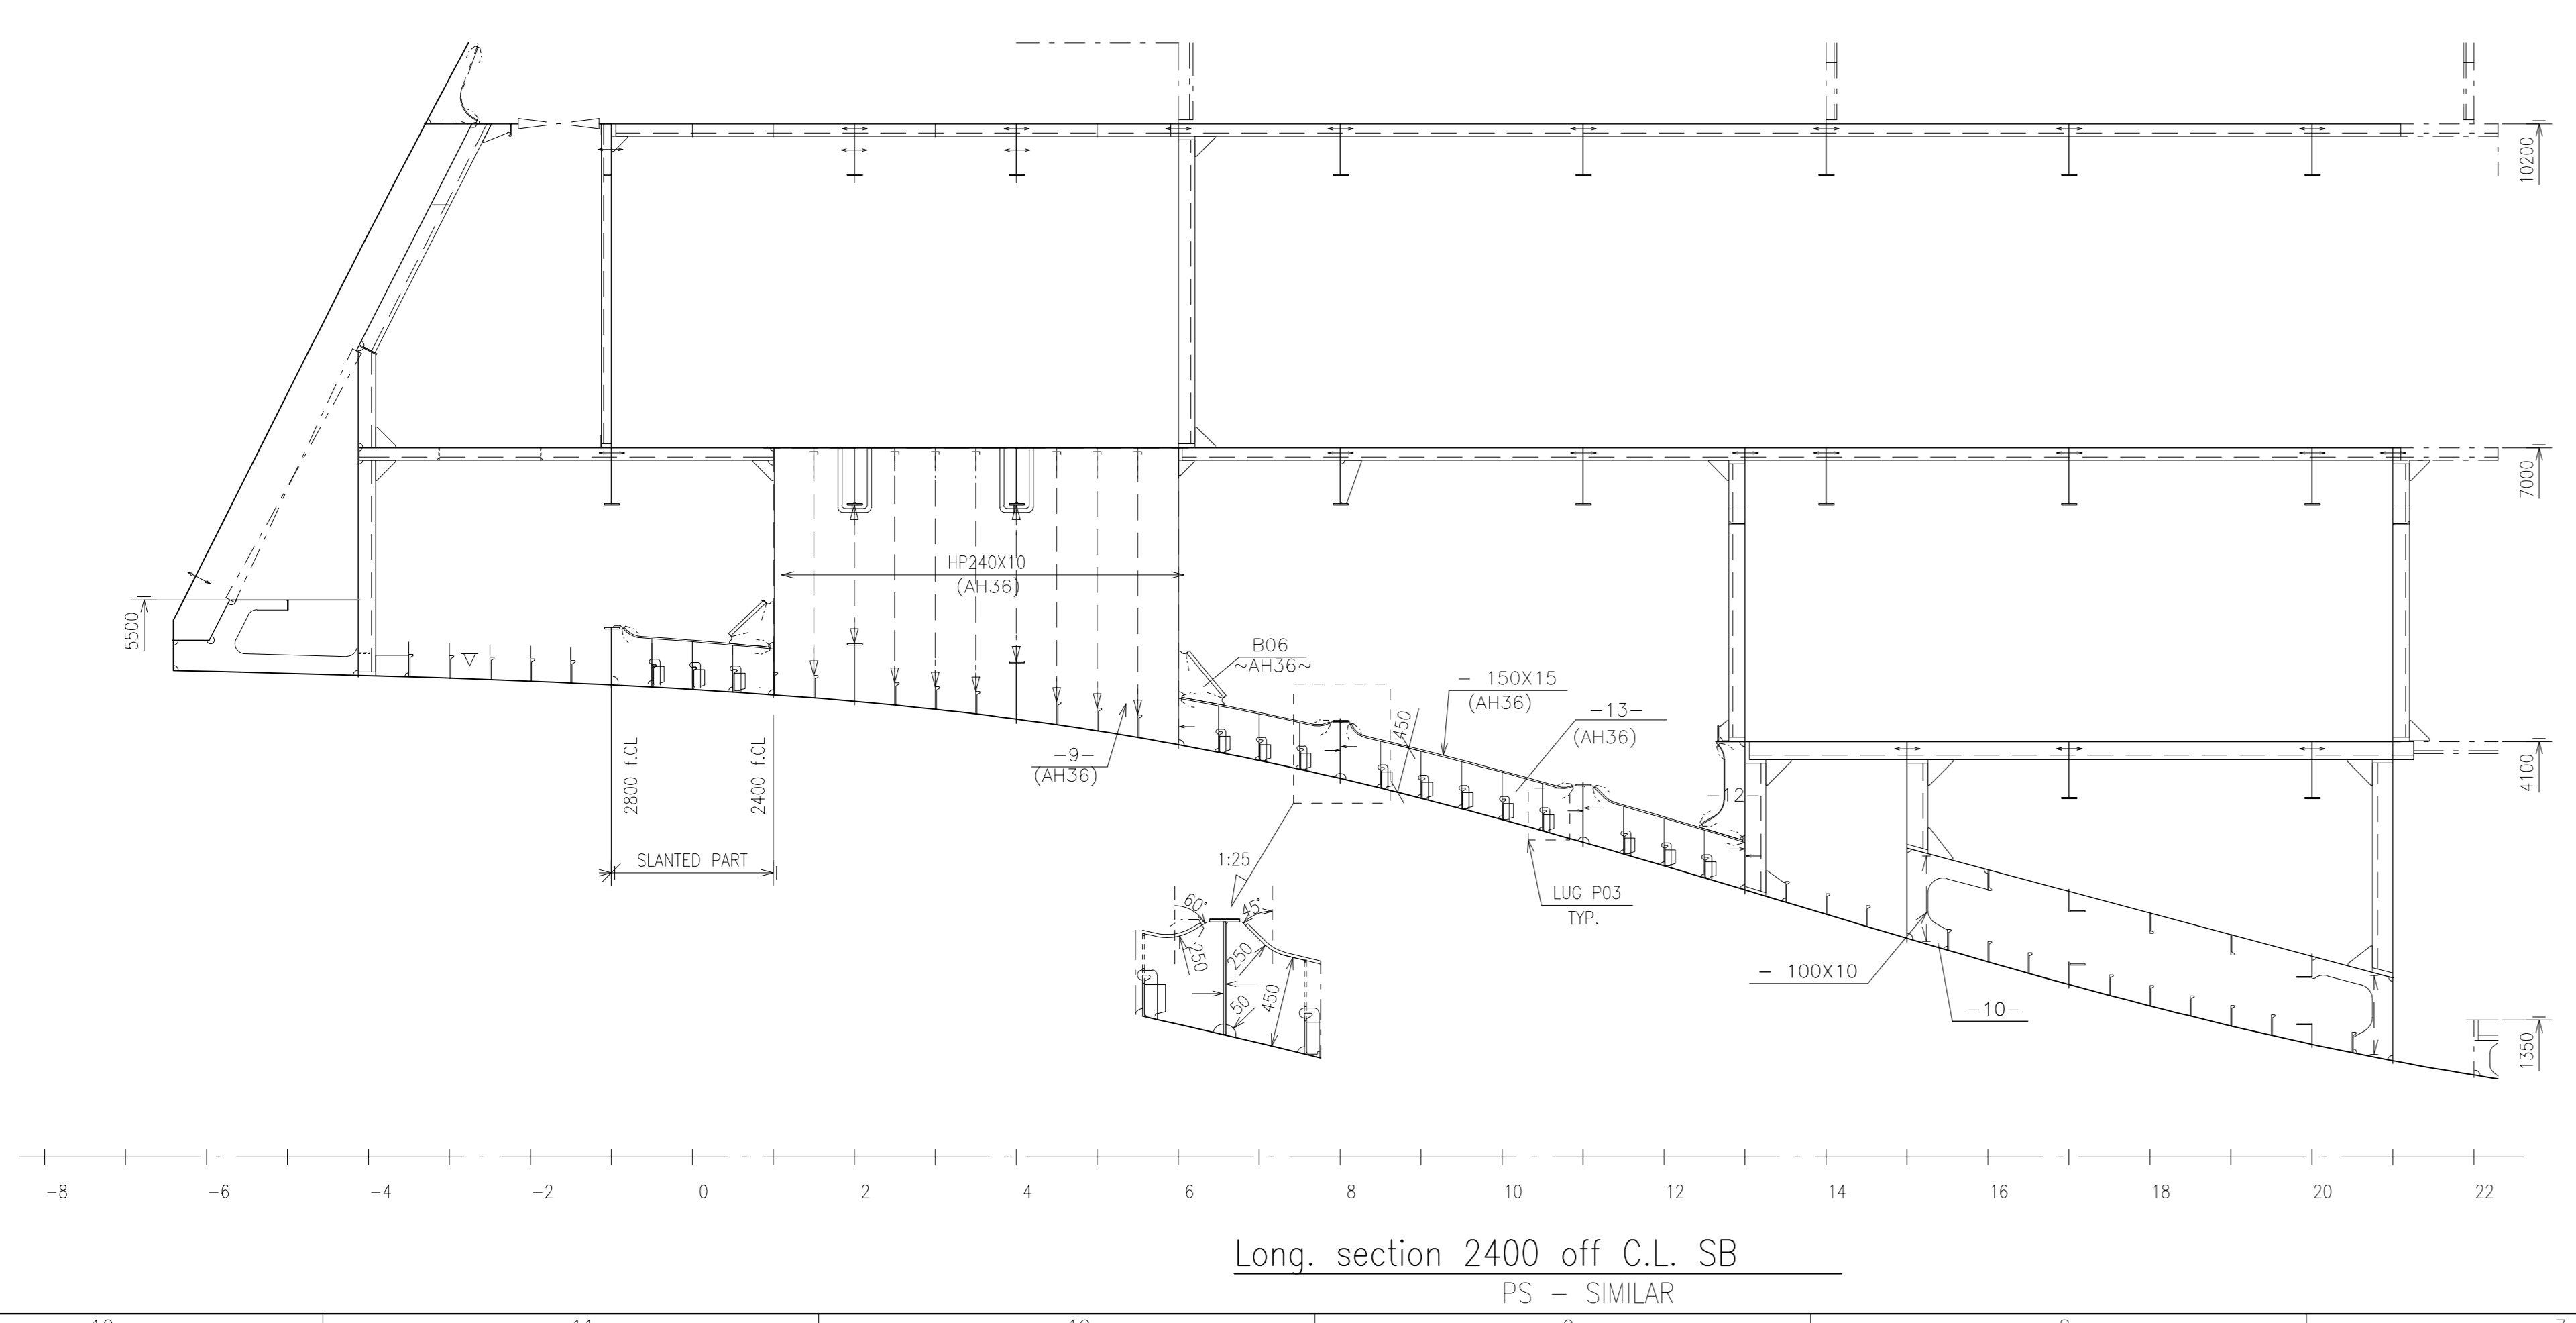 10200
7000
HP240X10
(AH36)
5500
B06
~AH36~
– 150X15
(AH36)
450
–13–
(AH36)
–9–
(AH36)
2800 f.CL
2400 f.CL
4100
–12–
SLANTED PART
1:25
LUG P03
TYP.
60°
45°
250
250
450
50
– 100X10
–10–
1350
–8 –6 –4 –2 0 2 4 6 8 10 12 14 16 18 20 22
Long. section 2400 off C.L. SB
PS – SIMILAR